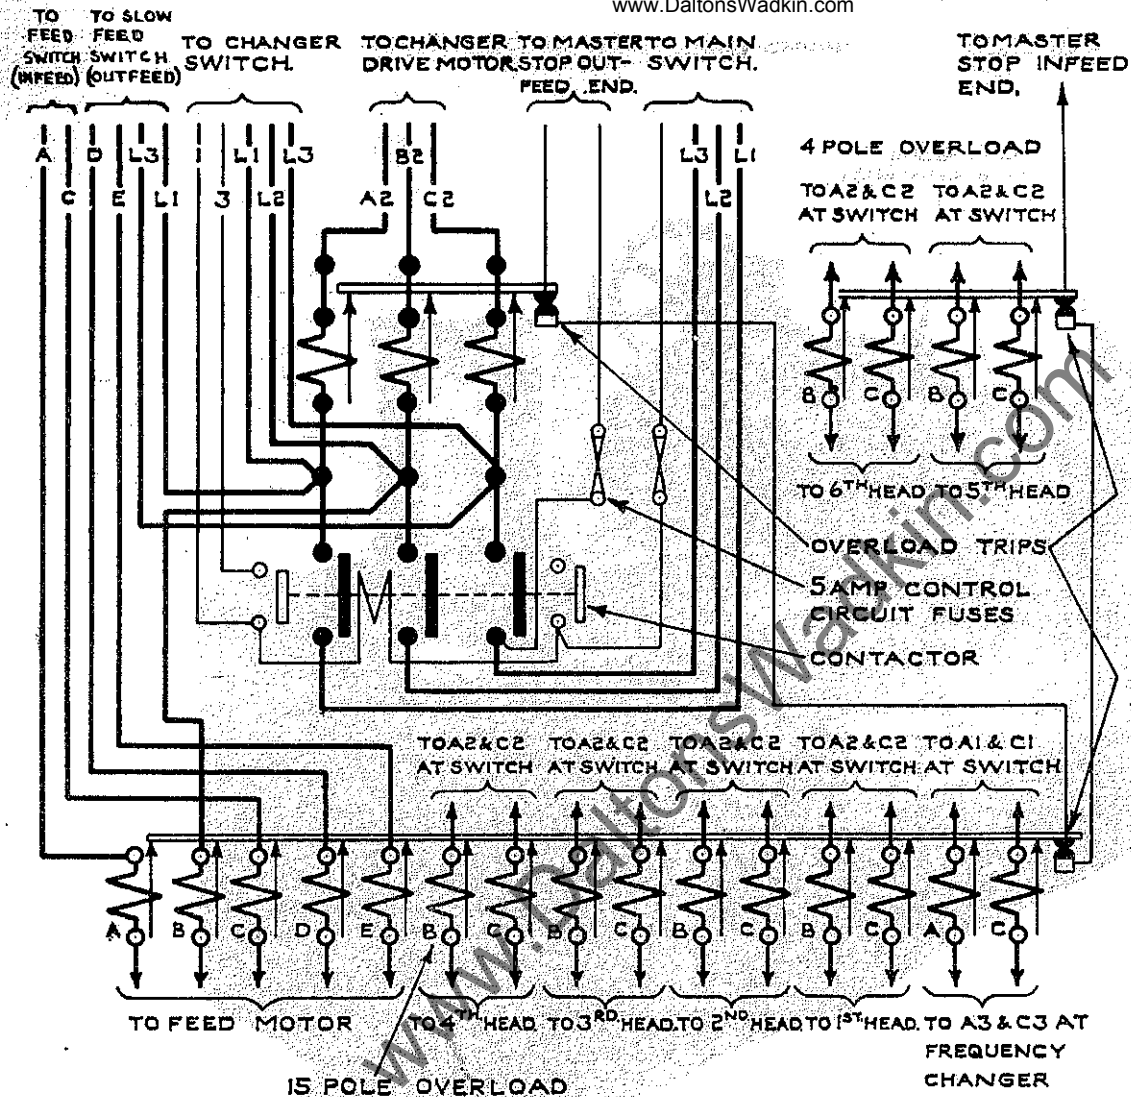 www.DaltonsWadkin.com
TO FEED SWITCH (INFEED)
TO SLOW FEED SWITCH (OUTFEED)
TO CHANGER SWITCH.
TO CHANGER DRIVE MOTOR.
TO MASTER STOP OUT- FEED END.
TO MAIN SWITCH.
TO MASTER STOP INFEED END.
A D L3 1 L1 L3 B2 L3 L1
C E L1 3 L2 A2 C2 L2
4 POLE OVERLOAD
TO A2 & C2 AT SWITCH
TO A2 & C2 AT SWITCH
B C B C
TO 6TH HEAD TO 5TH HEAD
OVERLOAD TRIPS
5 AMP CONTROL
CIRCUIT FUSES
CONTACTOR
TO A2 & C2 AT SWITCH
TO A2 & C2 AT SWITCH
TO A2 & C2 AT SWITCH
TO A2 & C2 AT SWITCH
TO A1 & C1 AT SWITCH
A B C D E B C B C B C B C A C
TO FEED MOTOR
TO 4TH HEAD.
TO 3RD HEAD.
TO 2ND HEAD.
TO 1ST HEAD.
TO A3 & C3 AT
FREQUENCY
CHANGER
15 POLE OVERLOAD
www.DaltonsWadkin.com